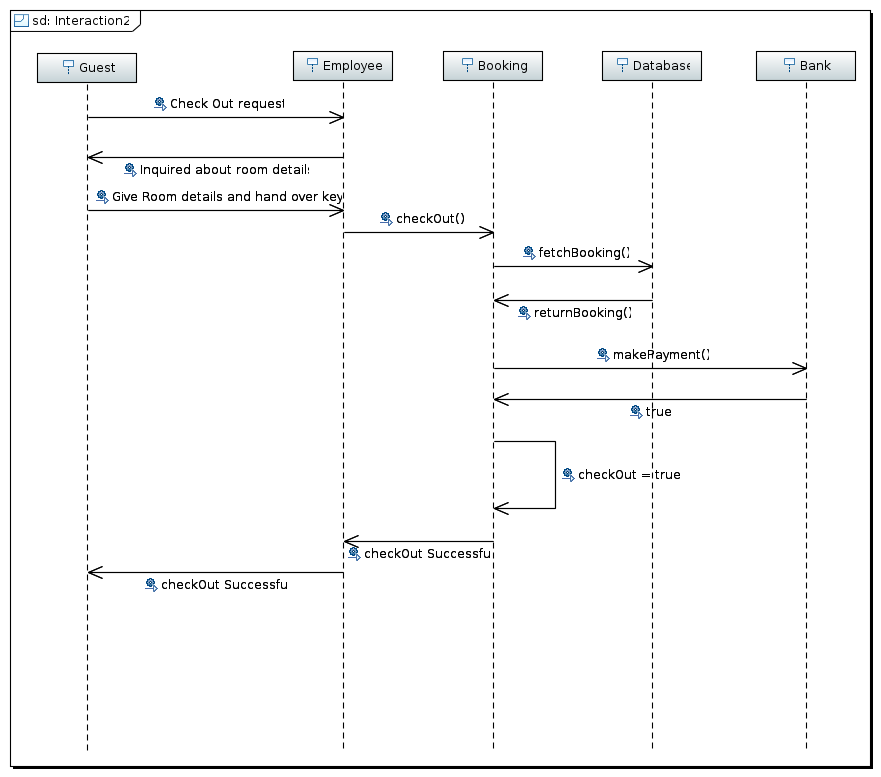 sd: Interaction2
Guest
Employee
Booking
Database
Bank
Check Out request
Inquired about room details
Give Room details and hand over key
checkOut()
fetchBooking()
returnBooking()
makePayment()
true
checkOut = true
checkOut Successfu
checkOut Successfu